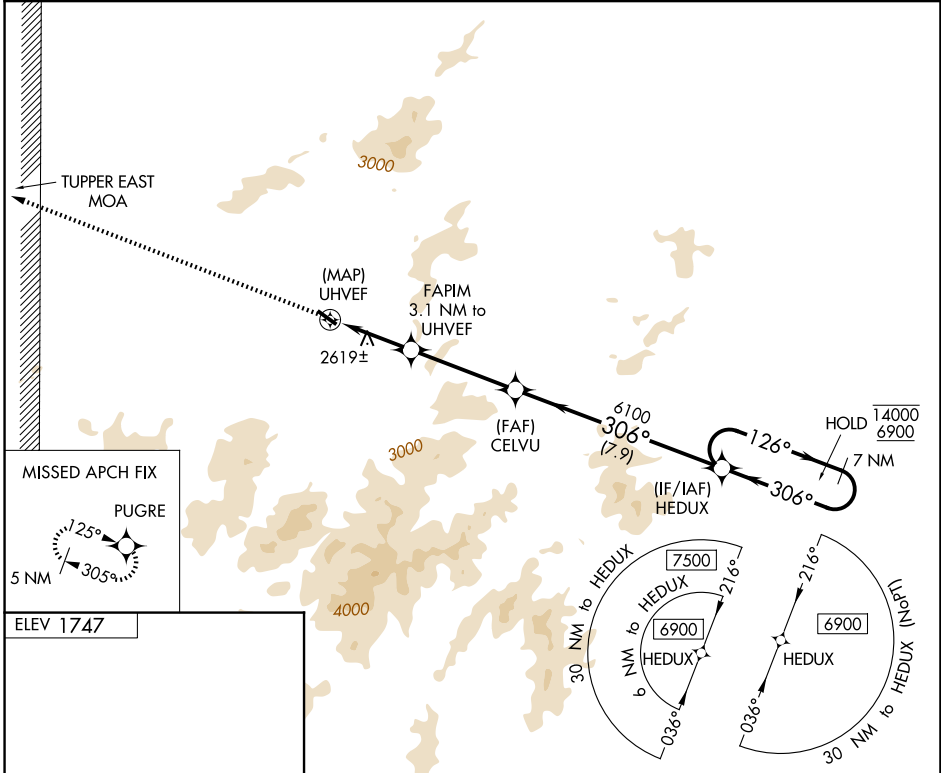 3000
TUPPER EAST
MOA
(MAP)
UHVEF
FAPIM
3.1 NM to
UHVEF
2619±
(FAF)
CELVU
6100
306°
(7.9)
HOLD
14000
6900
126°
7 NM
306°
(IF/IAF)
HEDUX
3000
MISSED APCH FIX
PUGRE
125°
305°
5 NM
4000
ELEV 1747
30 NM to HEDUX
7500
216°
6 NM to HEDUX
6900
HEDUX
036°
216°
6900
HEDUX
036°
30 NM to HEDUX (NoPT)